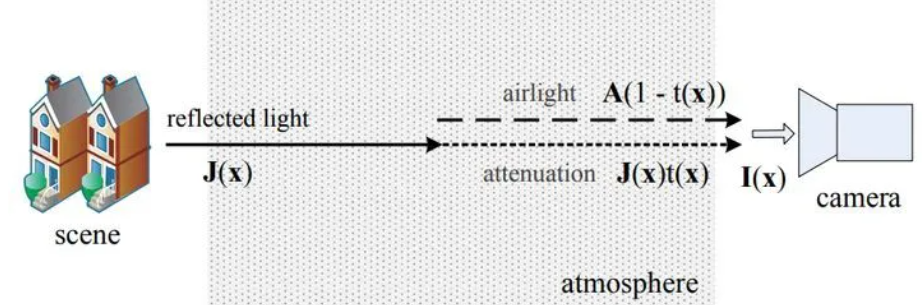 airlight A(1 - t(x))
reflected light
J(x)
attenuation J(x)t(x)
I(x)
camera
scene
atmosphere